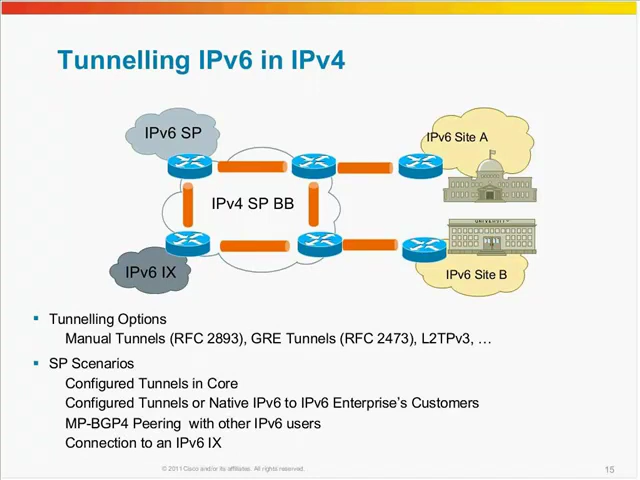 Tunnelling IPv6 in IPv4
IPv6 SP
IPv6 Site A
IPv4 SP BB
UNIVERSITY
IPv6 IX
IPv6 Site B
Tunnelling Options
Manual Tunnels (RFC 2893), GRE Tunnels (RFC 2473), L2TPv3, …
SP Scenarios
Configured Tunnels in Core
Configured Tunnels or Native IPv6 to IPv6 Enterprise's Customers
MP-BGP4 Peering with other IPv6 users
Connection to an IPv6 IX
© 2011 Cisco and/or its affiliates. All rights reserved.
15